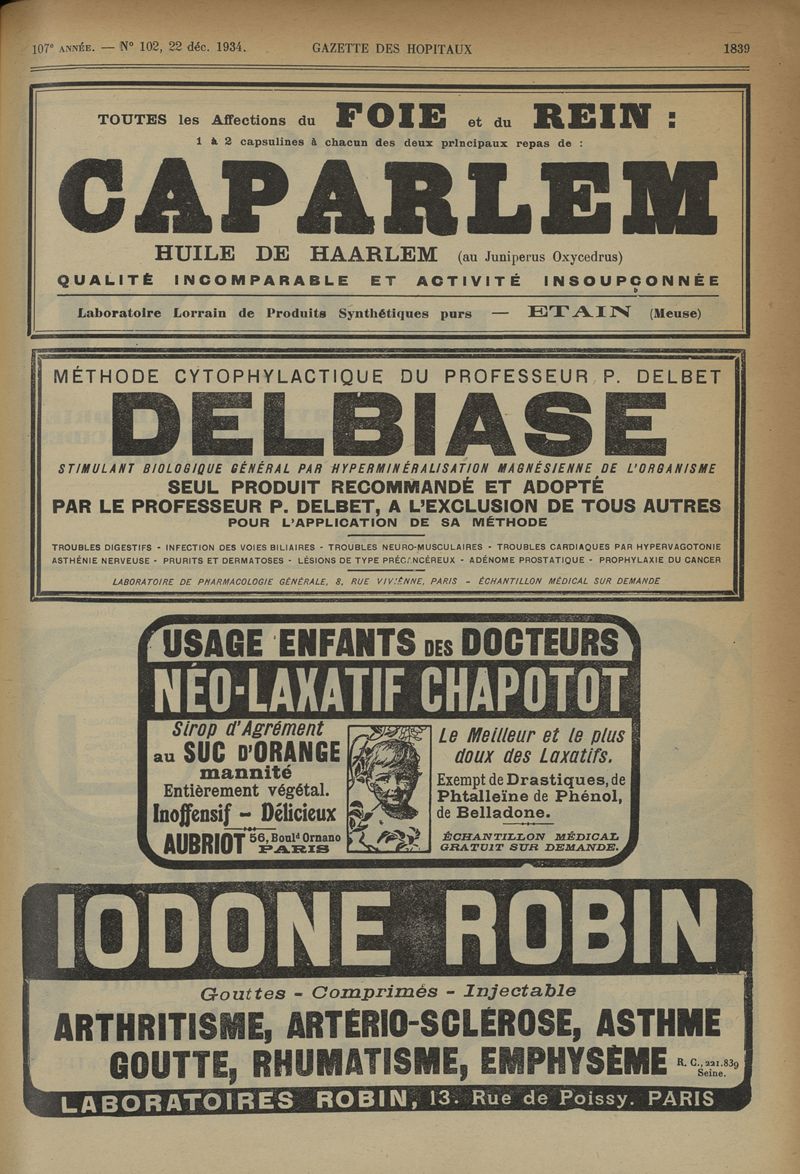 107e ANNÉE. — N° 102, 22 déc. 1934. GAZETTE DES HOPITAUX 1839
TOUTES les Affections du FOIE et du REIN :
1 à 2 capsulines à chacun des deux principaux repas de :
CAPARLEM
HUILE DE HAARLEM (au Juniperus Oxycedrus)
QUALITÉ INCOMPARABLE ET ACTIVITÉ INSOUPÇONNÉE
Laboratoire Lorrain de Produits Synthétiques purs — ETAIN (Meuse)
MÉTHODE CYTOPHYLACTIQUE DU PROFESSEUR P. DELBET
DELBIASE
STIMULANT BIOLOGIQUE GÉNÉRAL PAR HYPERMINÉRALISATION MAGNÉSIENNE DE L'ORGANISME
SEUL PRODUIT RECOMMANDÉ ET ADOPTÉ
PAR LE PROFESSEUR P. DELBET, A L'EXCLUSION DE TOUS AUTRES
POUR L'APPLICATION DE SA MÉTHODE
TROUBLES DIGESTIFS - INFECTION DES VOIES BILIAIRES - TROUBLES NEURO-MUSCULAIRES - TROUBLES CARDIAQUES PAR HYPERVAGOTONIE
ASTHÉNIE NERVEUSE - PRURITS ET DERMATOSES - LÉSIONS DE TYPE PRÉCANCÉREUX - ADÉNOME PROSTATIQUE - PROPHYLAXIE DU CANCER
LABORATOIRE DE PHARMACOLOGIE GÉNÉRALE, 8, RUE VIVIENNE, PARIS - ÉCHANTILLON MÉDICAL SUR DEMANDE
USAGE ENFANTS DES DOCTEURS
NÉO-LAXATIF CHAPOTOT
Sirop d'Agrément
au SUC D'ORANGE
mannité
Entièrement végétal.
Inoffensif - Délicieux
AUBRIOT 56, Bould Ornano
PARIS
Le Meilleur et le plus
doux des Laxatifs.
Exempt de Drastiques, de
Phtalleïne de Phénol,
de Belladone.
ÉCHANTILLON MÉDICAL
GRATUIT SUR DEMANDE.
IODONE ROBIN
Gouttes - Comprimés - Injectable
ARTHRITISME, ARTÉRIO-SCLÉROSE, ASTHME
GOUTTE, RHUMATISME, EMPHYSÈME R. C., 221.839
Seine.
LABORATOIRES ROBIN, 13. Rue de Poissy. PARIS